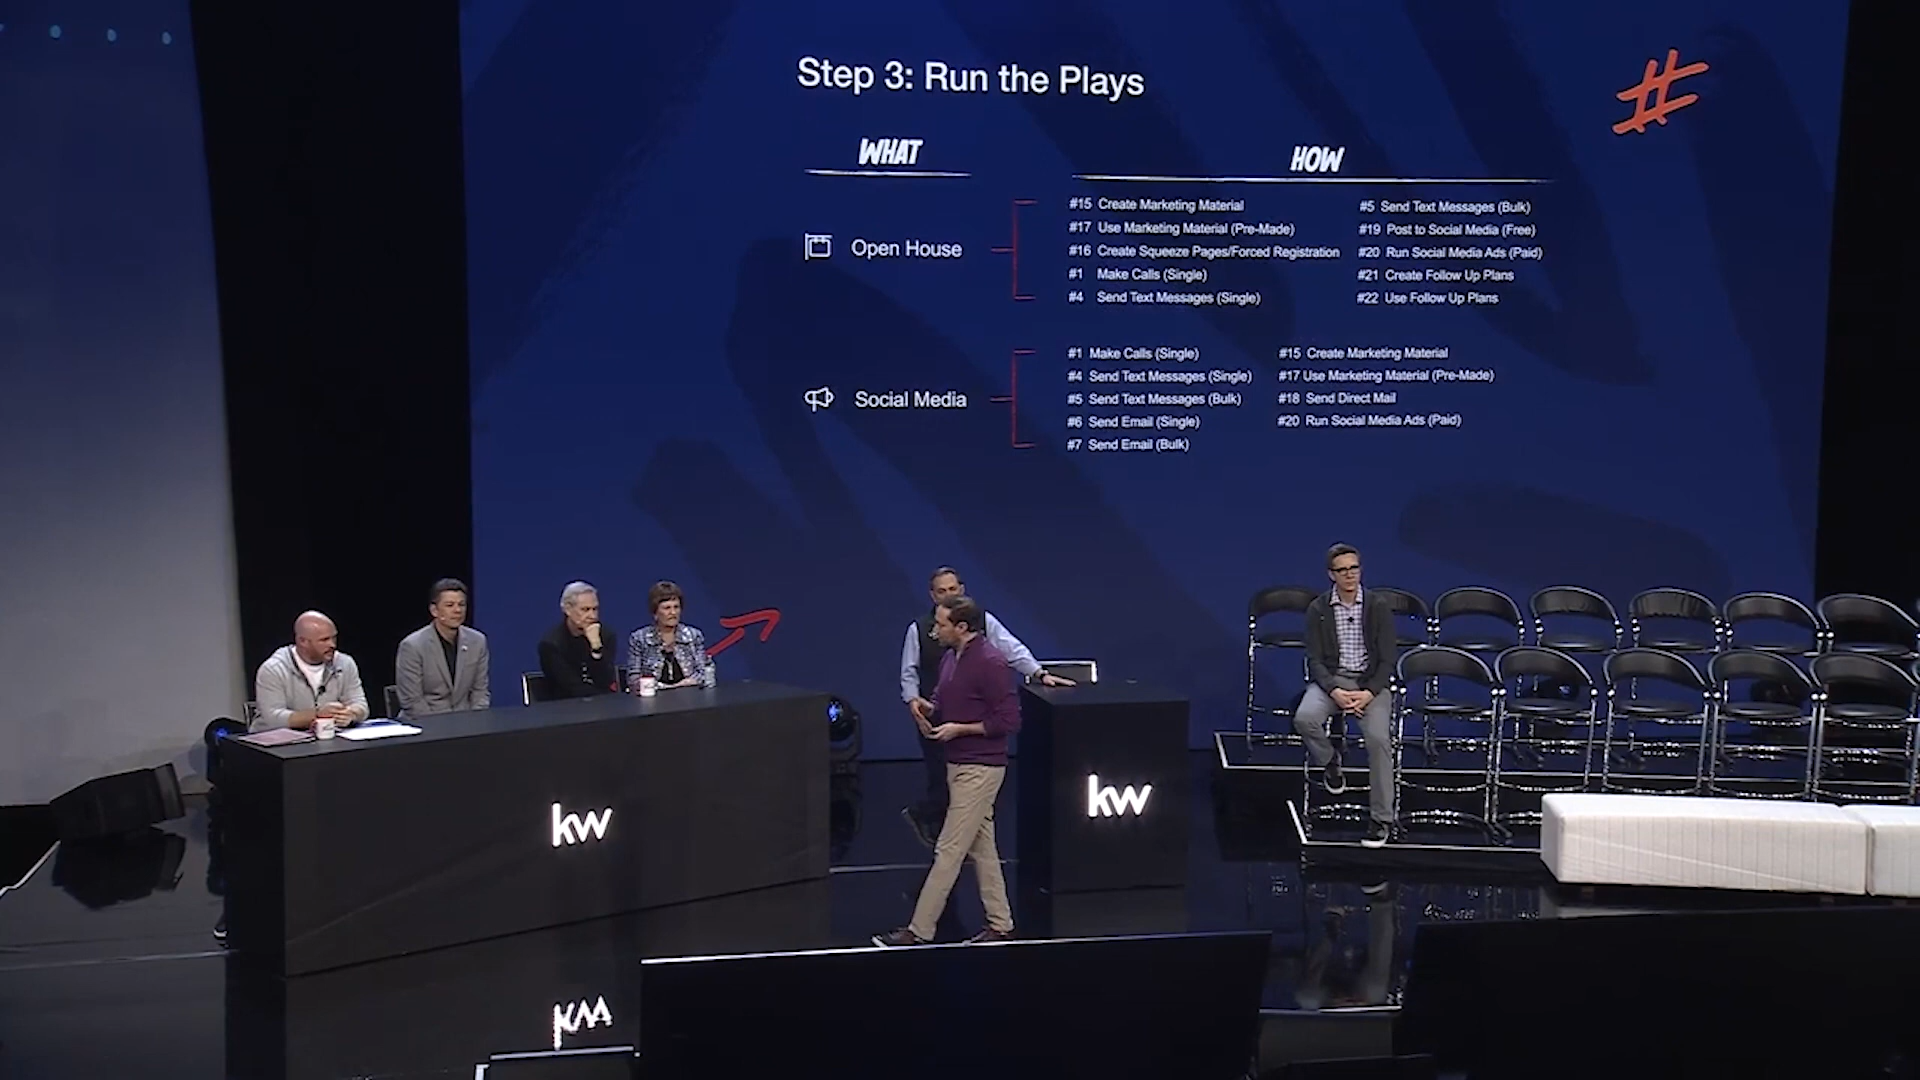 Step 3: Run the Plays
#
WHAT
HOW
Open House
#15 Create Marketing Material
#17 Use Marketing Material (Pre-Made)
#16 Create Squeeze Pages/Forced Registration
#1 Make Calls (Single)
#4 Send Text Messages (Single)
#5 Send Text Messages (Bulk)
#19 Post to Social Media (Free)
#20 Run Social Media Ads (Paid)
#21 Create Follow Up Plans
#22 Use Follow Up Plans
Social Media
#1 Make Calls (Single)
#4 Send Text Messages (Single)
#5 Send Text Messages (Bulk)
#6 Send Email (Single)
#7 Send Email (Bulk)
#15 Create Marketing Material
#17 Use Marketing Material (Pre-Made)
#18 Send Direct Mail
#20 Run Social Media Ads (Paid)
kw
kw